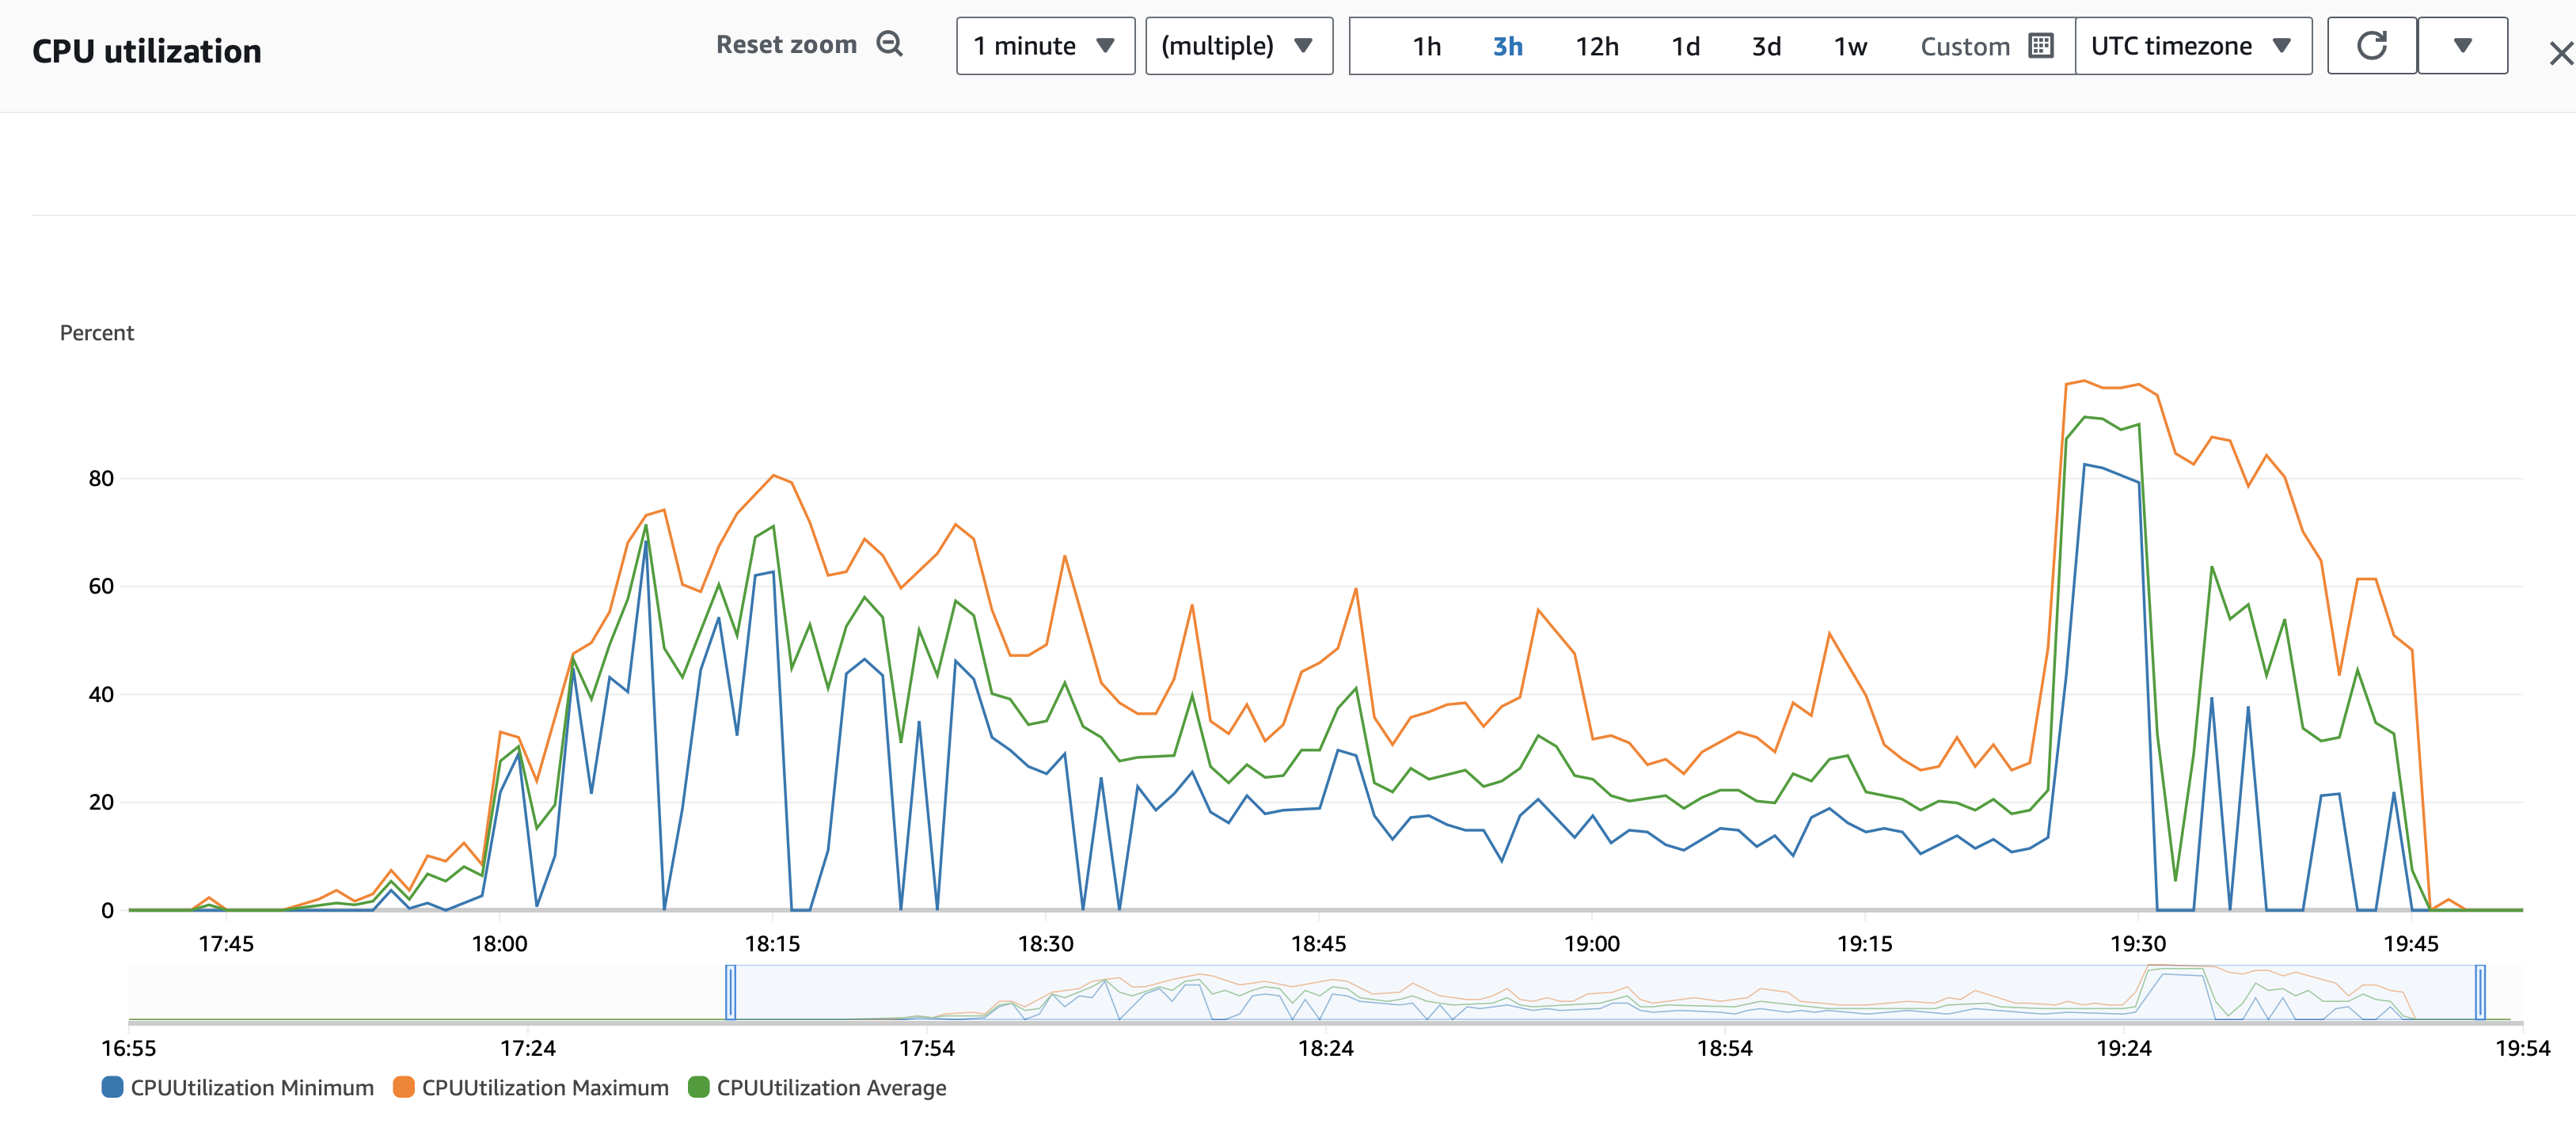 CPU utilization
Reset zoom
1 minute
(multiple)
1h 3h 12h 1d 3d 1w Custom
UTC timezone
Percent
80
60
40
20
0
17:45 18:00 18:15 18:30 18:45 19:00 19:15 19:30 19:45
16:55 17:24 17:54 18:24 18:54 19:24 19:54
CPUUtilization Minimum CPUUtilization Maximum CPUUtilization Average